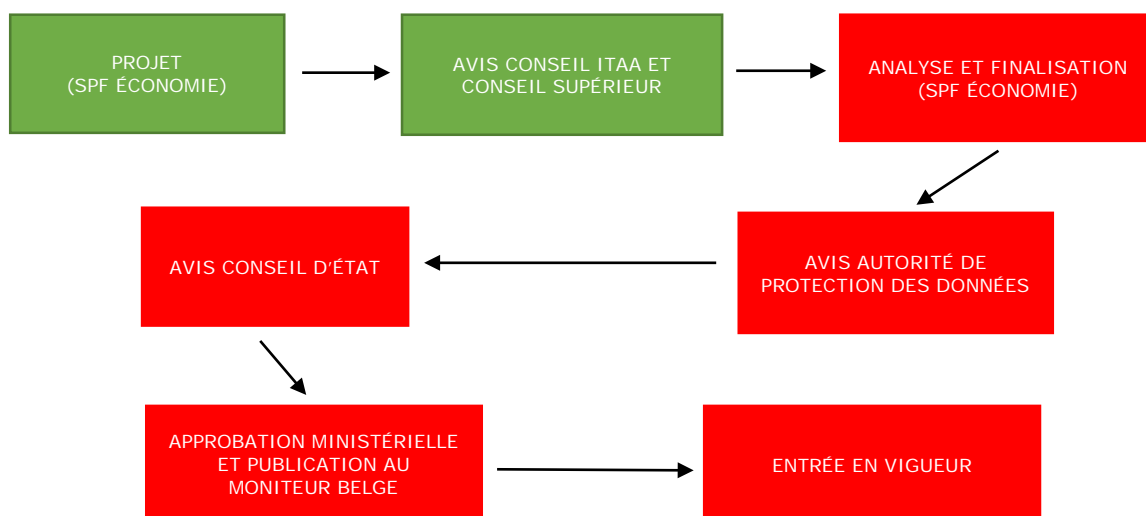 PROJET
(SPF ÉCONOMIE)
AVIS CONSEIL ITAA ET
CONSEIL SUPÉRIEUR
ANALYSE ET FINALISATION
(SPF ÉCONOMIE)
AVIS AUTORITÉ DE
PROTECTION DES DONNÉES
AVIS CONSEIL D'ÉTAT
APPROBATION MINISTÉRIELLE
ET PUBLICATION AU
MONITEUR BELGE
ENTRÉE EN VIGUEUR